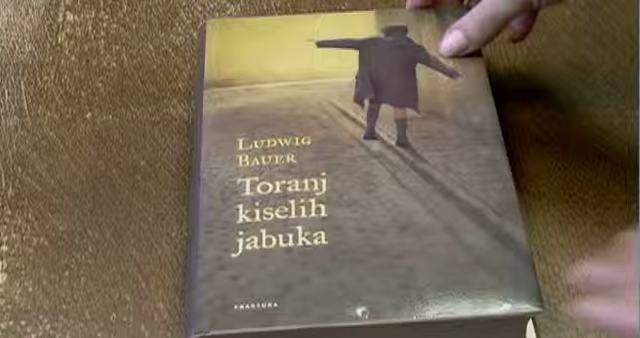 LUDWIG
BAUER
Toranj
kiselih
jabuka
FRAKTURA